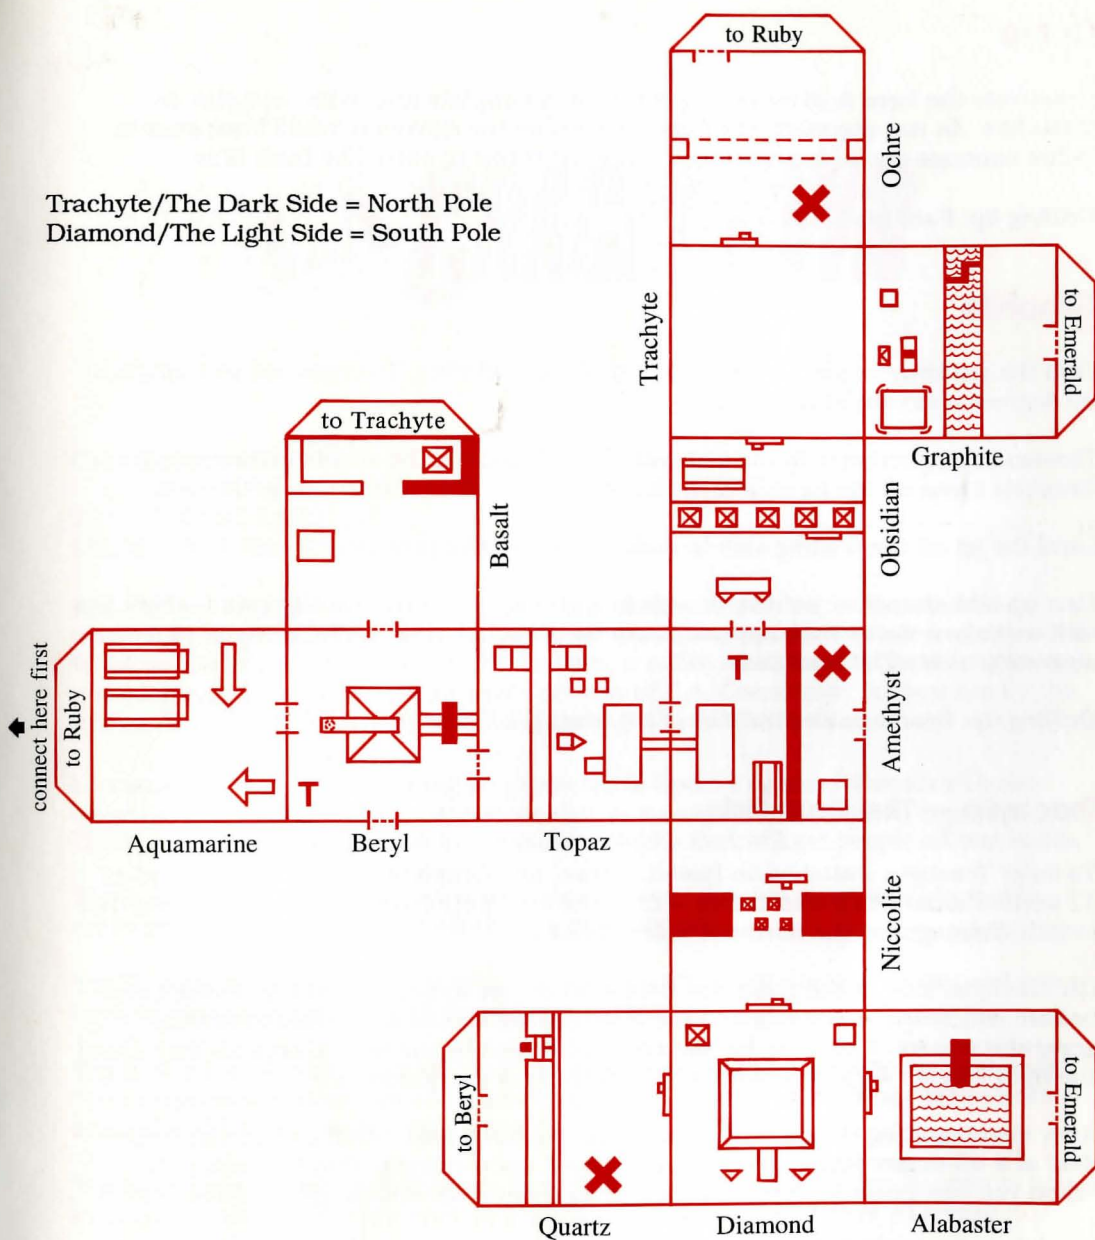 to Ruby
Ochre
Trachyte/The Dark Side = North Pole
Diamond/The Light Side = South Pole
Trachyte
to Emerald
Graphite
to Trachyte
Basalt
Obsidian
connect here first
to Ruby
T
T
Amethyst
Aquamarine
Beryl
Topaz
Niccolite
to Beryl
to Emerald
Quartz
Diamond
Alabaster